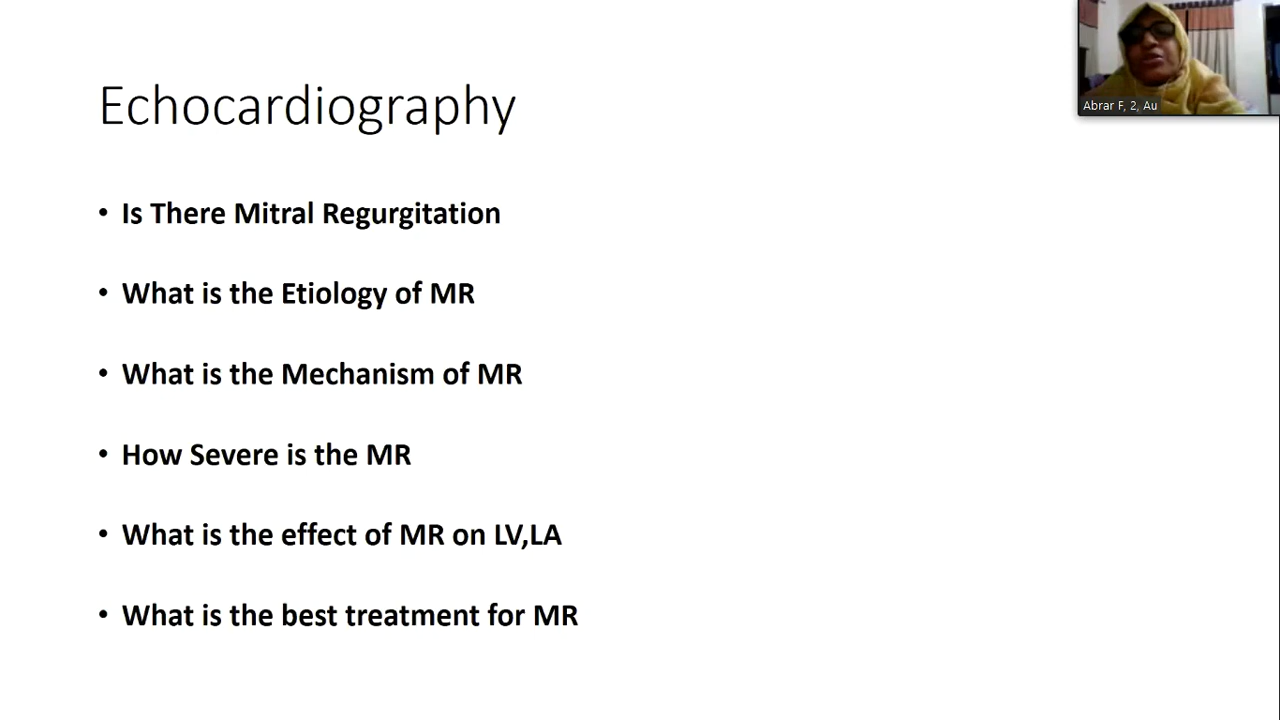 Echocardiography
Abrar F, 2, Au
• Is There Mitral Regurgitation
• What is the Etiology of MR
• What is the Mechanism of MR
• How Severe is the MR
• What is the effect of MR on LV,LA
• What is the best treatment for MR